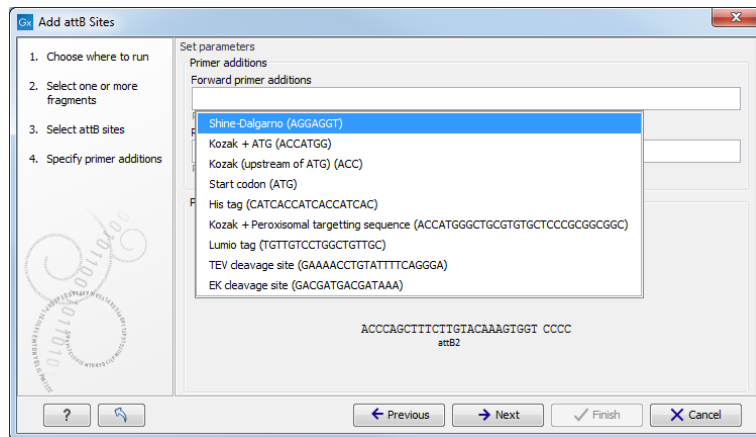 Gx Add attB Sites
X
1. Choose where to run
2. Select one or more
fragments
3. Select attB sites
4. Specify primer additions
Set parameters
Primer additions
Forward primer additions
Shine-Dalgarno (AGGAGGT)
Kozak + ATG (ACCATGG)
Kozak (upstream of ATG) (ACC)
Start codon (ATG)
His tag (CATCACCATCACCATCAC)
Kozak + Peroxisomal targetting sequence (ACCATGGGCTGCGTGTGCTCCCGCGGCGGC)
Lumio tag (TGTTGTCCTGGCTGTTGC)
TEV cleavage site (GAAAACCTGTATTTTCAGGGA)
EK cleavage site (GACGATGACGATAAA)
ACCCAGCTTTCTTGTACAAAGTGGT CCCC
attB2
?
Previous
Next
Finish
Cancel